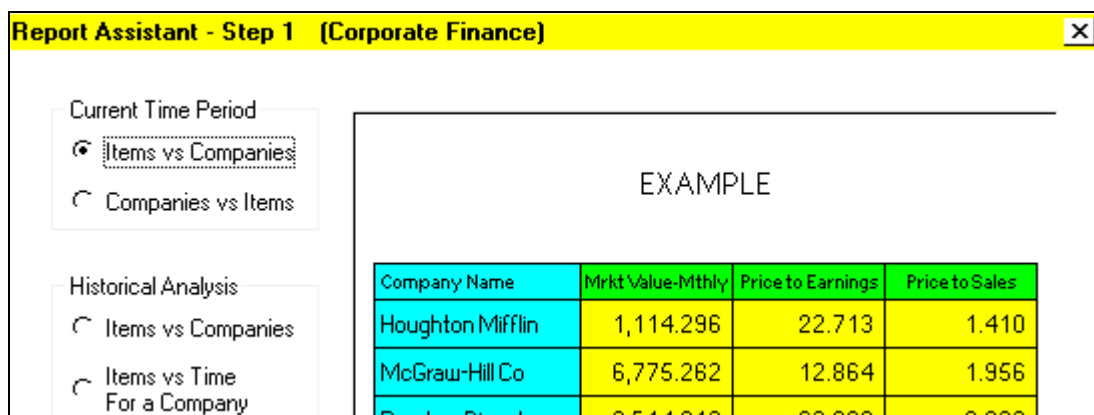 Report Assistant - Step 1 (Corporate Finance)
Current Time Period
Items vs Companies
Companies vs Items
EXAMPLE
Historical Analysis
Items vs Companies
Items vs Time
For a Company
Company Name Mrkt Value-Mthly Price to Earnings Price to Sales
Houghton Mifflin 1,114.296 22.713 1.410
McGraw-Hill Co 6,775.262 12.864 1.956